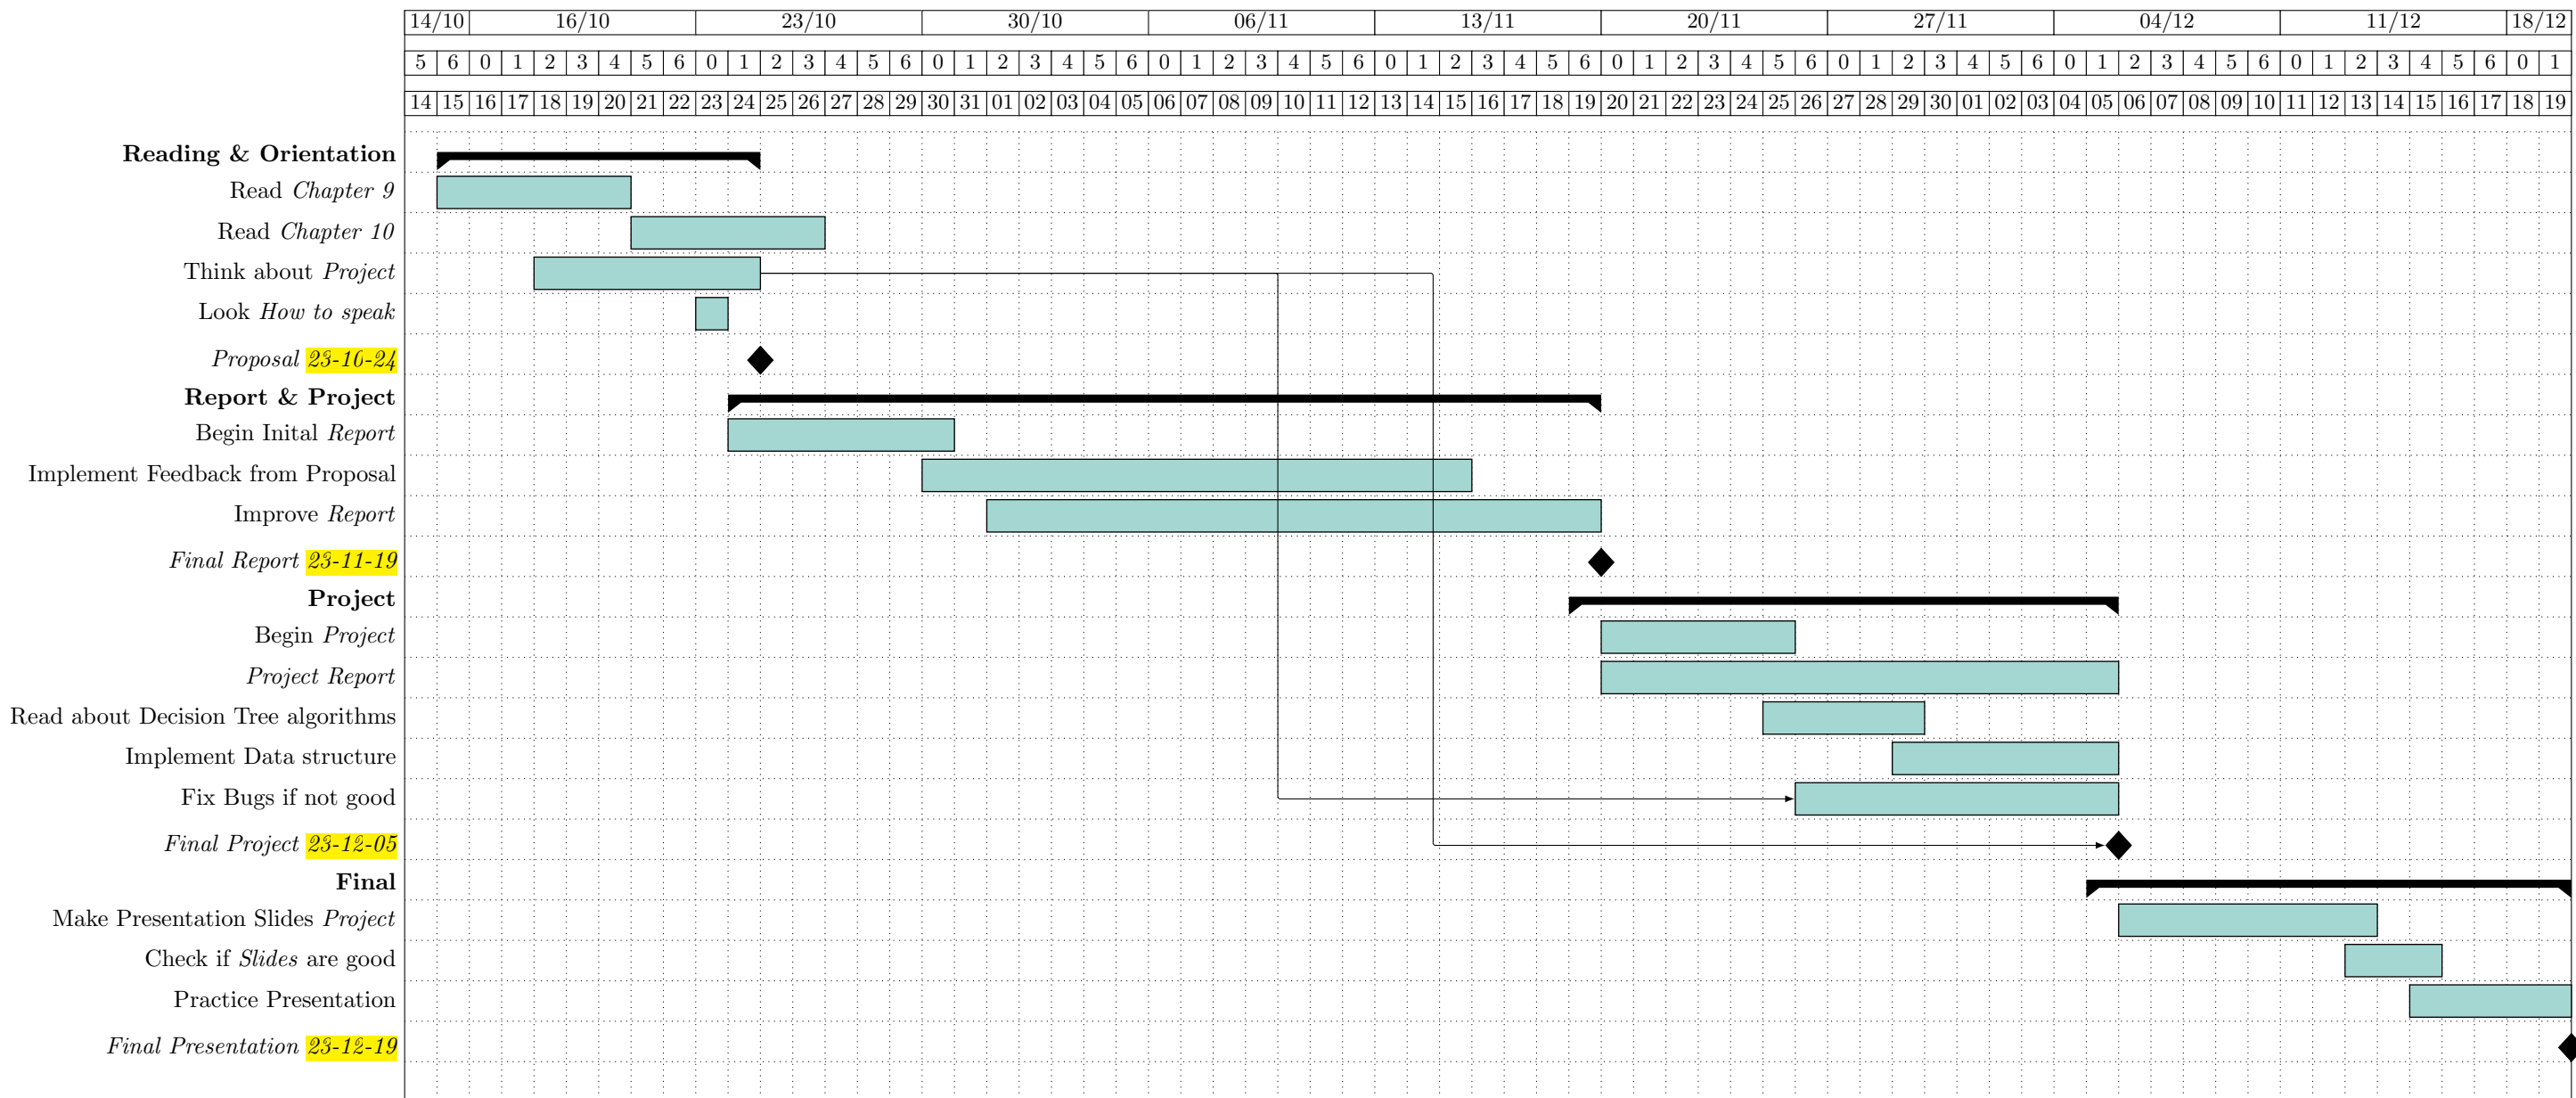 14/10 16/10 23/10 30/10 06/11 13/11 20/11 27/11 04/12 11/12 18/12
5 6 0 1 2 3 4 5 6 0 1 2 3 4 5 6 0 1 2 3 4 5 6 0 1 2 3 4 5 6 0 1 2 3 4 5 6 0 1 2 3 4 5 6 0 1 2 3 4 5 6 0 1 2 3 4 5 6 0 1 2 3 4 5 6 0 1
14 15 16 17 18 19 20 21 22 23 24 25 26 27 28 29 30 31 01 02 03 04 05 06 07 08 09 10 11 12 13 14 15 16 17 18 19 20 21 22 23 24 25 26 27 28 29 30 01 02 03 04 05 06 07 08 09 10 11 12 13 14 15 16 17 18 19
Reading & Orientation
Read Chapter 9
Read Chapter 10
Think about Project
Look How to speak
Proposal 23-10-24
Report & Project
Begin Inital Report
Implement Feedback from Proposal
Improve Report
Final Report 23-11-19
Project
Begin Project
Project Report
Read about Decision Tree algorithms
Implement Data structure
Fix Bugs if not good
Final Project 23-12-05
Final
Make Presentation Slides Project
Check if Slides are good
Practice Presentation
Final Presentation 23-12-19